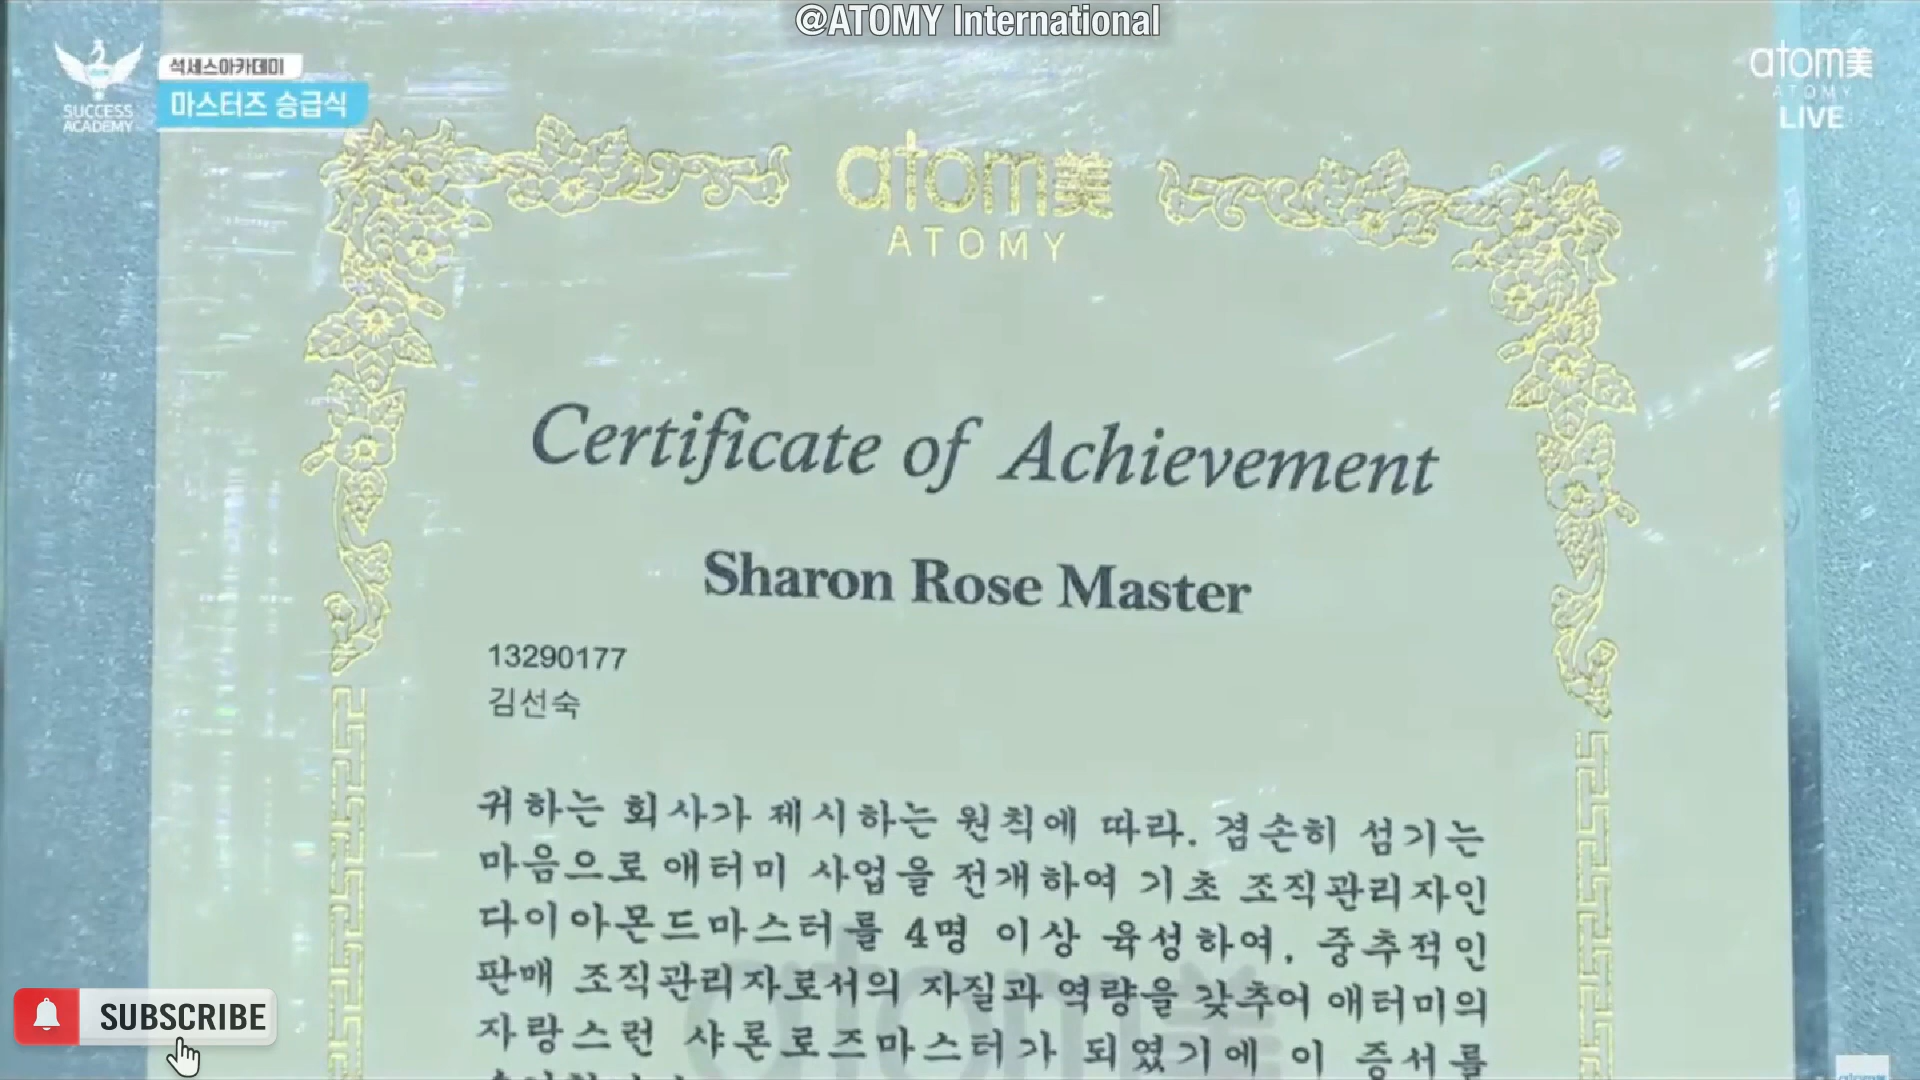 @ATOMY International
SUCCESS
ACADEMY
석세스아카데미
마스터즈 승급식
atom美
ATOMY
LIVE
atom美
ATOMY
Certificate of Achievement
Sharon Rose Master
13290177
김선숙
귀하는 회사가 제시하는 원칙에 따라, 겸손히 섬기는
마음으로 애터미 사업을 전개하여 기초 조직관리자인
다이아몬드마스터를 4명 이상 육성하여, 중추적인
판매 조직관리자로서의 자질과 역량을 갖추어 애터미의
자랑스런 샤론로즈마스터가 되었기에 이 증서를
SUBSCRIBE